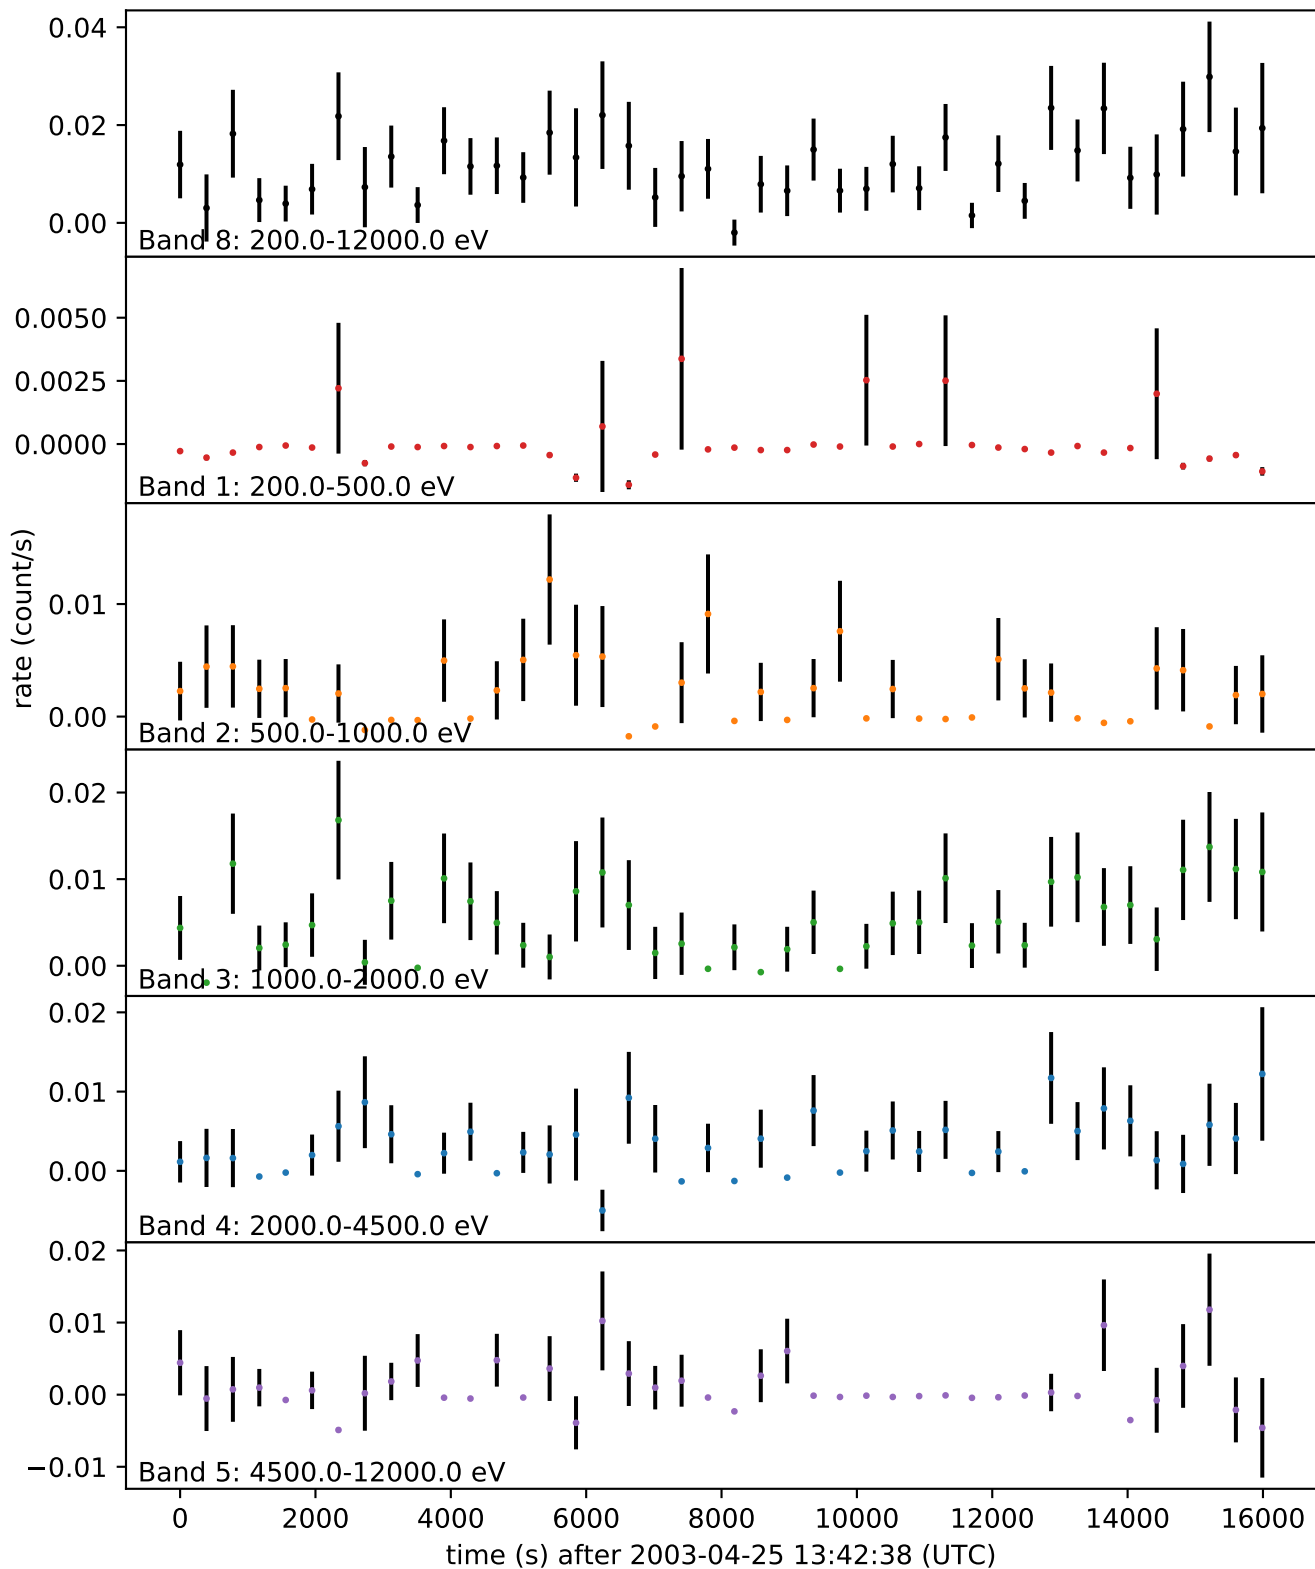 0.04
0.02
0.00
Band 8: 200.0-12000.0 eV
0.0050
0.0025
0.0000
Band 1: 200.0-500.0 eV
rate (count/s)
0.01
0.00
Band 2: 500.0-1000.0 eV
0.02
0.01
0.00
Band 3: 1000.0-2000.0 eV
0.02
0.01
0.00
Band 4: 2000.0-4500.0 eV
0.02
0.01
0.00
−0.01
Band 5: 4500.0-12000.0 eV
0 2000 4000 6000 8000 10000 12000 14000 16000
time (s) after 2003-04-25 13:42:38 (UTC)